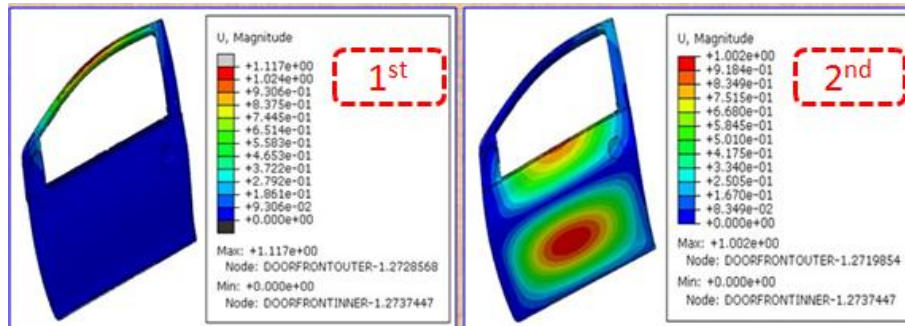 U, Magnitude
+1.117e+00
+1.024e+00
+9.306e-01
+8.375e-01
+7.445e-01
+6.514e-01
+5.583e-01
+4.653e-01
+3.722e-01
+2.792e-01
+1.861e-01
+9.306e-02
+0.000e+00
1st
Max: +1.117e+00
Node: DOORFRONTOUTER-1.2728568
Min: +0.000e+00
Node: DOORFRONTINNER-1.2737447
U, Magnitude
+1.002e+00
+9.184e-01
+8.349e-01
+7.515e-01
+6.680e-01
+5.845e-01
+5.010e-01
+4.175e-01
+3.340e-01
+2.505e-01
+1.670e-01
+8.349e-02
+0.000e+00
2nd
Max: +1.002e+00
Node: DOORFRONTOUTER-1.2719854
Min: +0.000e+00
Node: DOORFRONTINNER-1.2737447